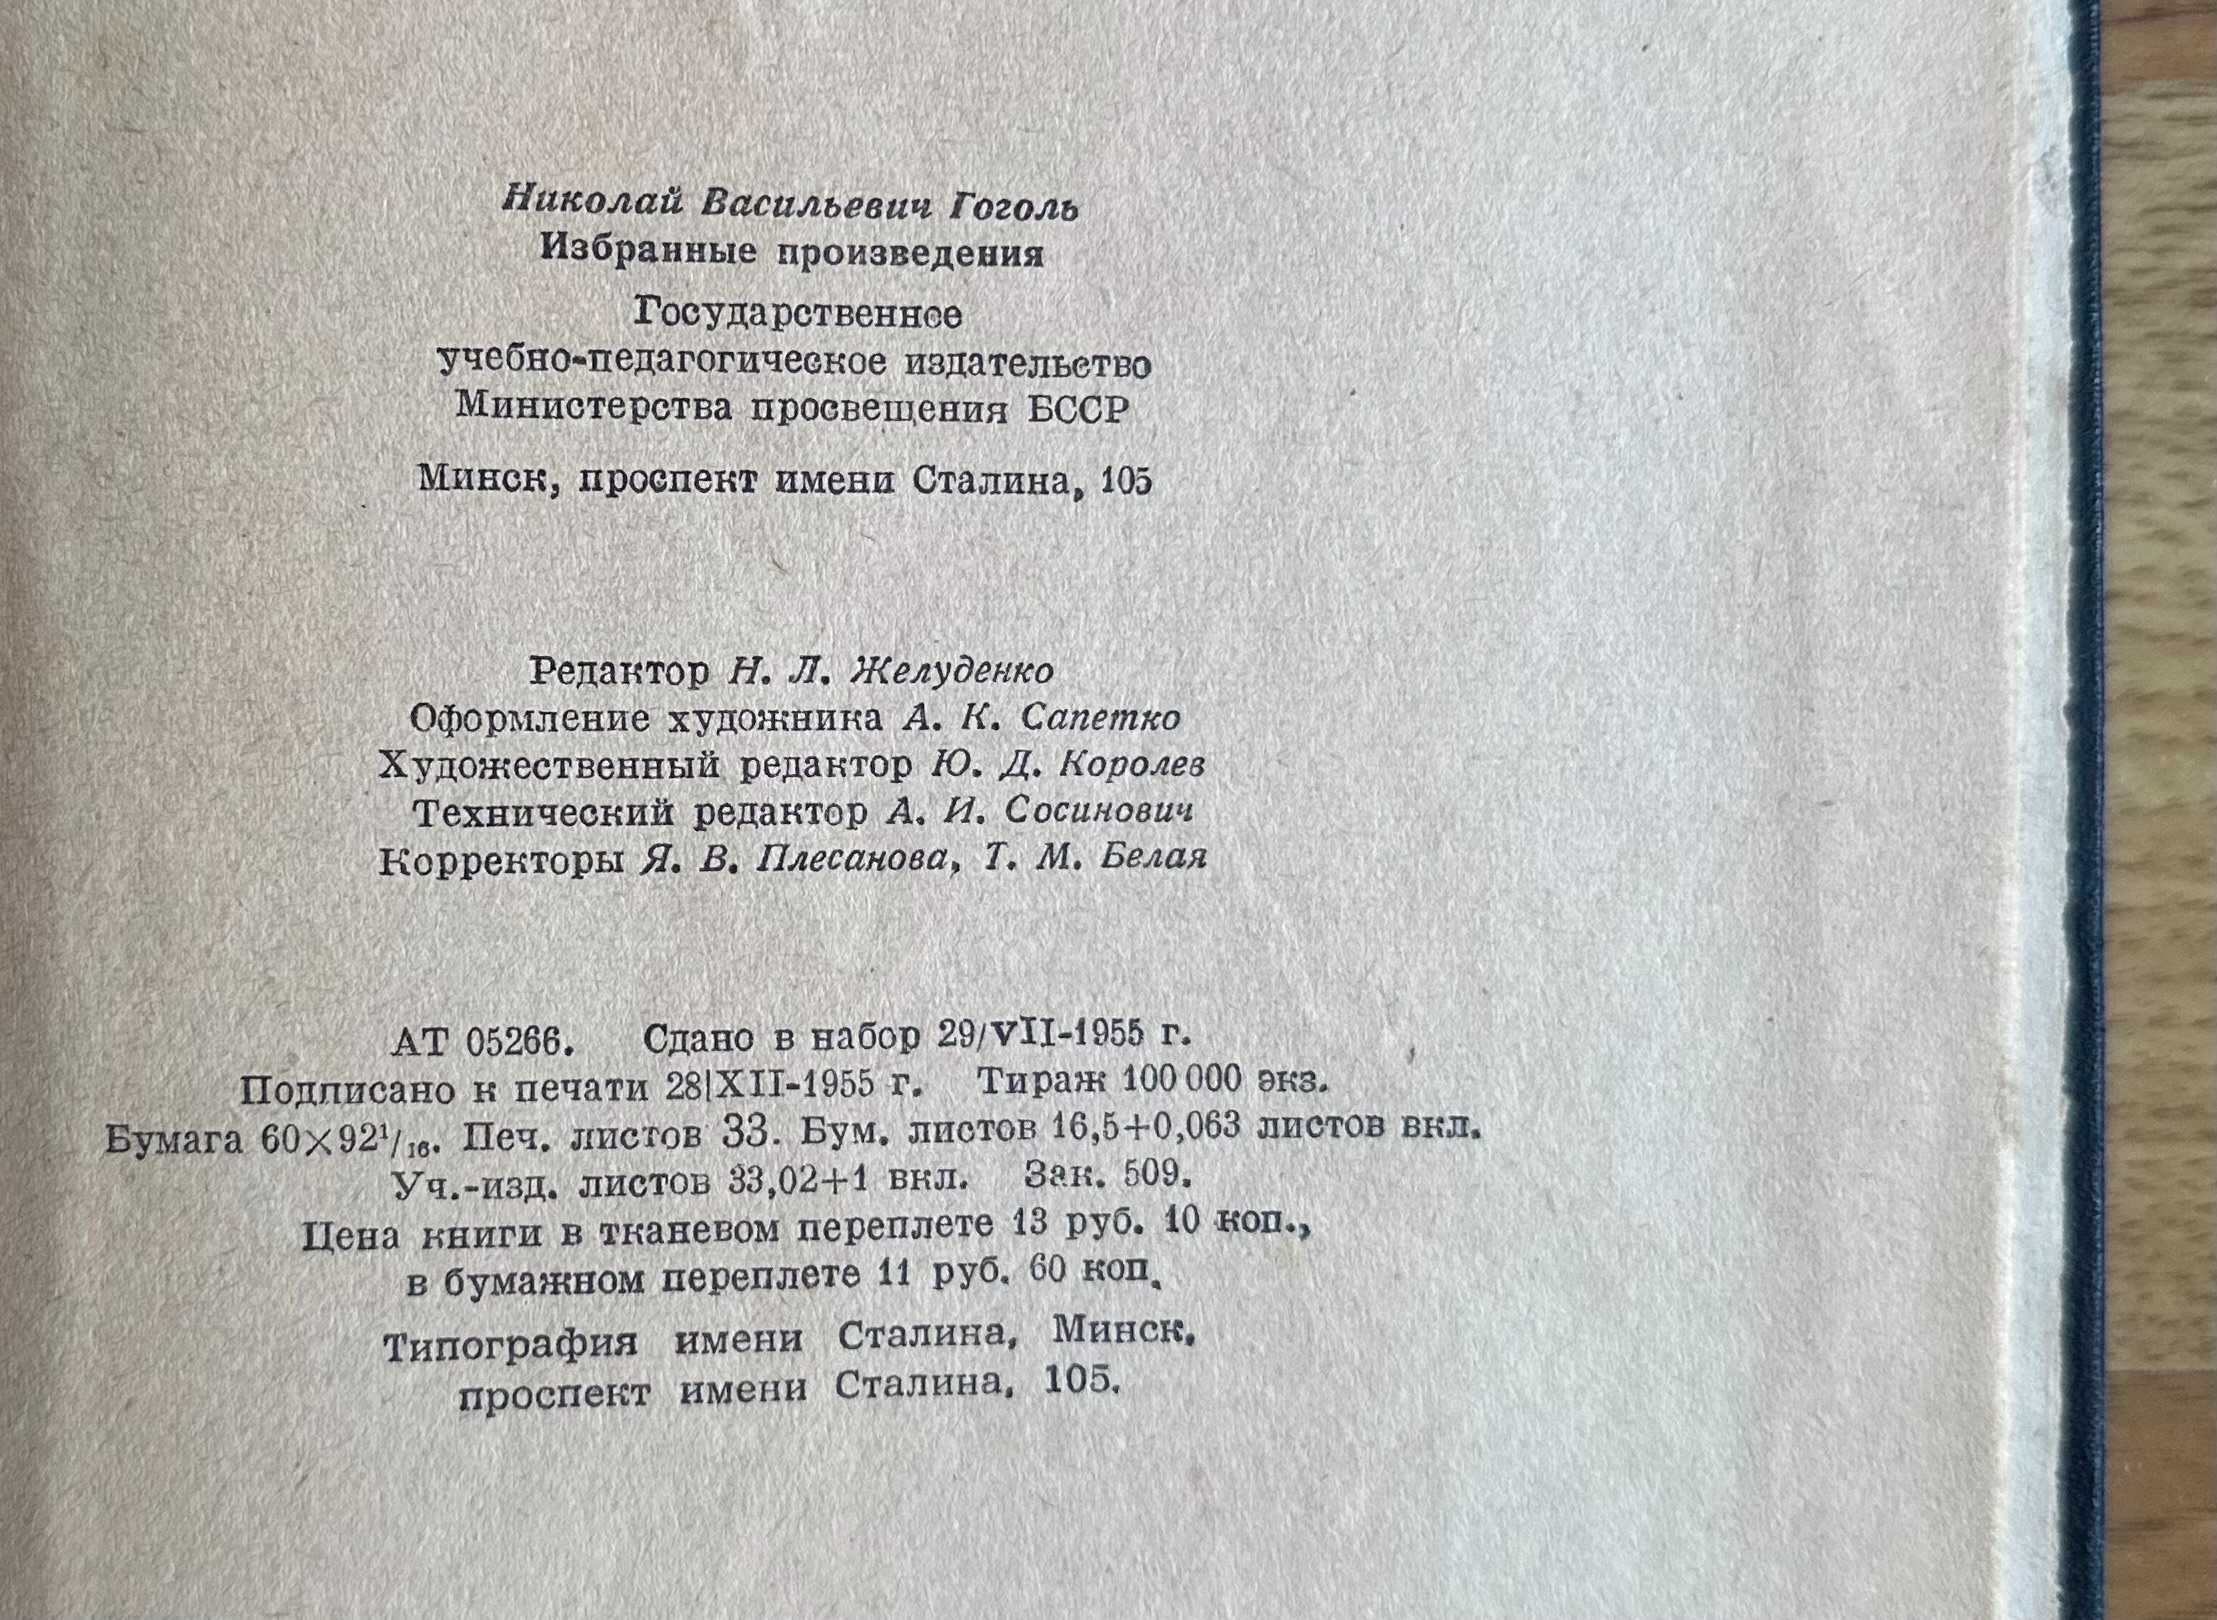 Николай Васильевич Гоголь
Избранные произведения
Государственное
учебно-педагогическое издательство
Министерства просвещения БССР
Минск, проспект имени Сталина, 105
Редактор Н. Л. Желуденко
Оформление художника А. К. Сапетко
Художественный редактор Ю. Д. Королев
Технический редактор А. И. Сосинович
Корректоры Я. В. Плесанова, Т. М. Белая
АТ 05266. Сдано в набор 29/VII-1955 г.
Подписано к печати 28|XII-1955 г. Тираж 100 000 экз.
Бумага 60×92¹/₁₆. Печ. листов 33. Бум. листов 16,5+0,063 листов вкл.
Уч.-изд. листов 33,02+1 вкл. Зак. 509.
Цена книги в тканевом переплете 13 руб. 10 коп.,
в бумажном переплете 11 руб. 60 коп.
Типография имени Сталина, Минск,
проспект имени Сталина, 105.